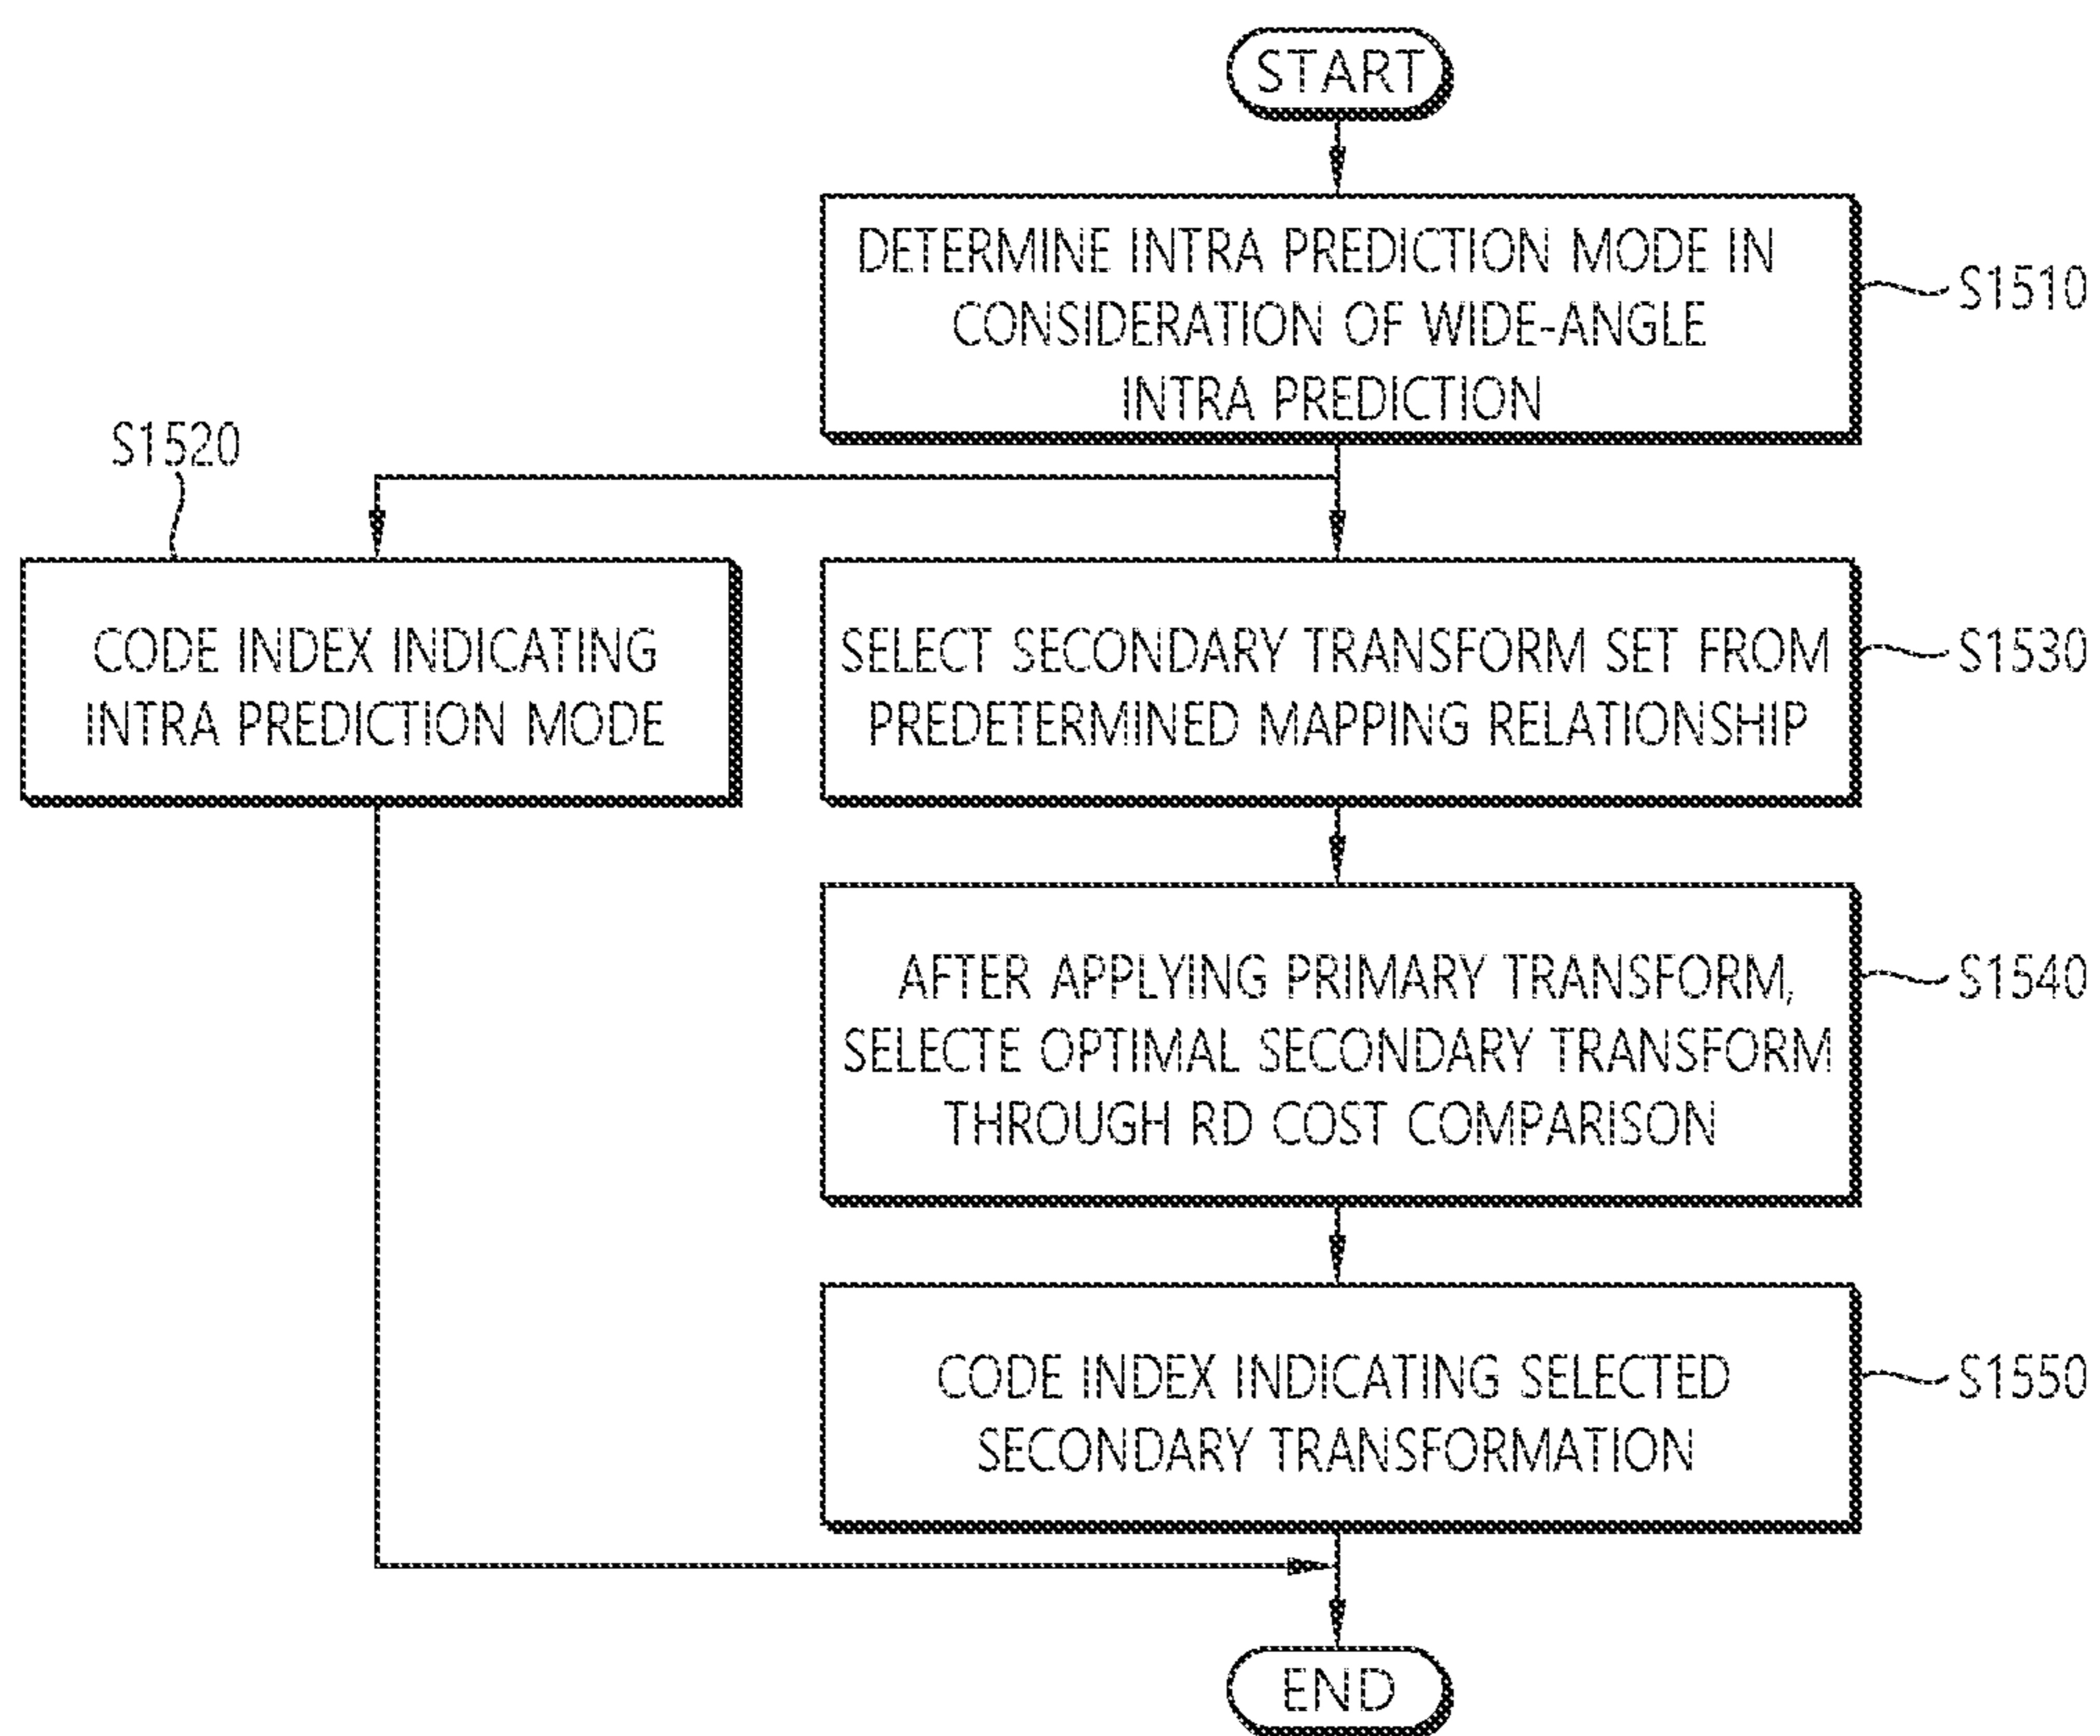 START
DETERMINE INTRA PREDICTION MODE IN
CONSIDERATION OF WIDE-ANGLE
INTRA PREDICTION
S1510
S1520
CODE INDEX INDICATING
INTRA PREDICTION MODE
SELECT SECONDARY TRANSFORM SET FROM
PREDETERMINED MAPPING RELATIONSHIP
S1530
AFTER APPLYING PRIMARY TRANSFORM,
SELECTE OPTIMAL SECONDARY TRANSFORM
THROUGH RD COST COMPARISON
S1540
CODE INDEX INDICATING SELECTED
SECONDARY TRANSFORMATION
S1550
END